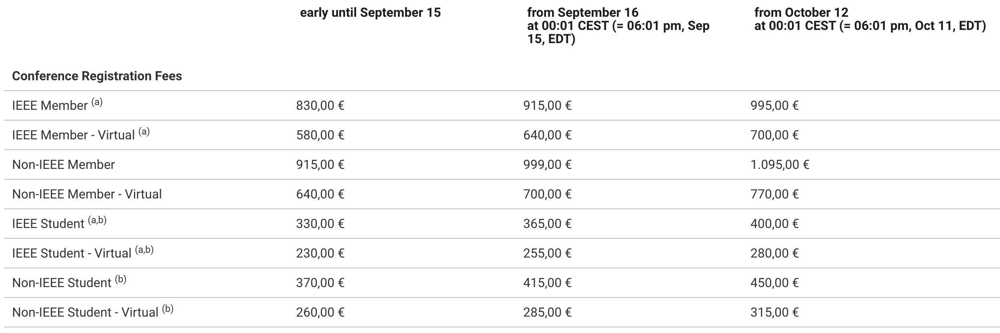 early until September 15 from September 16 from October 12
at 00:01 CEST (= 06:01 pm, Sep at 00:01 CEST (= 06:01 pm, Oct 11, EDT)
15, EDT)
Conference Registration Fees
IEEE Member (a) 830,00 € 915,00 € 995,00 €
IEEE Member - Virtual (a) 580,00 € 640,00 € 700,00 €
Non-IEEE Member 915,00 € 999,00 € 1.095,00 €
Non-IEEE Member - Virtual 640,00 € 700,00 € 770,00 €
IEEE Student (a,b) 330,00 € 365,00 € 400,00 €
IEEE Student - Virtual (a,b) 230,00 € 255,00 € 280,00 €
Non-IEEE Student (b) 370,00 € 415,00 € 450,00 €
Non-IEEE Student - Virtual (b) 260,00 € 285,00 € 315,00 €